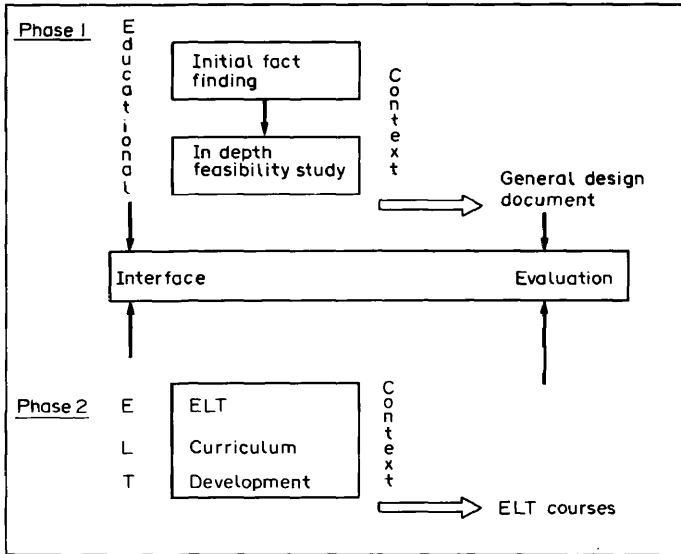 Phase 1
Educational
Initial fact
finding
Context
In depth
feasibility study
General design
document
Interface
Evaluation
Phase 2
ELT
ELT
Curriculum
Development
Context
ELT courses